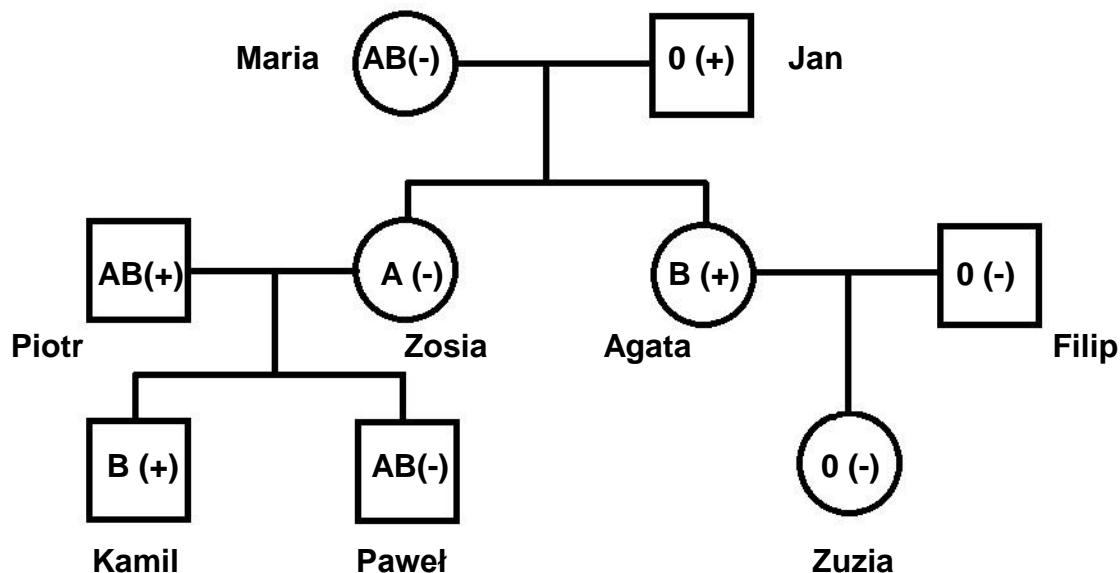 Maria AB(-) 0 (+) Jan
AB(+) A (-) B (+) 0 (-)
Piotr Zosia Agata Filip
B (+) AB(-) 0 (-)
Kamil Paweł Zuzia